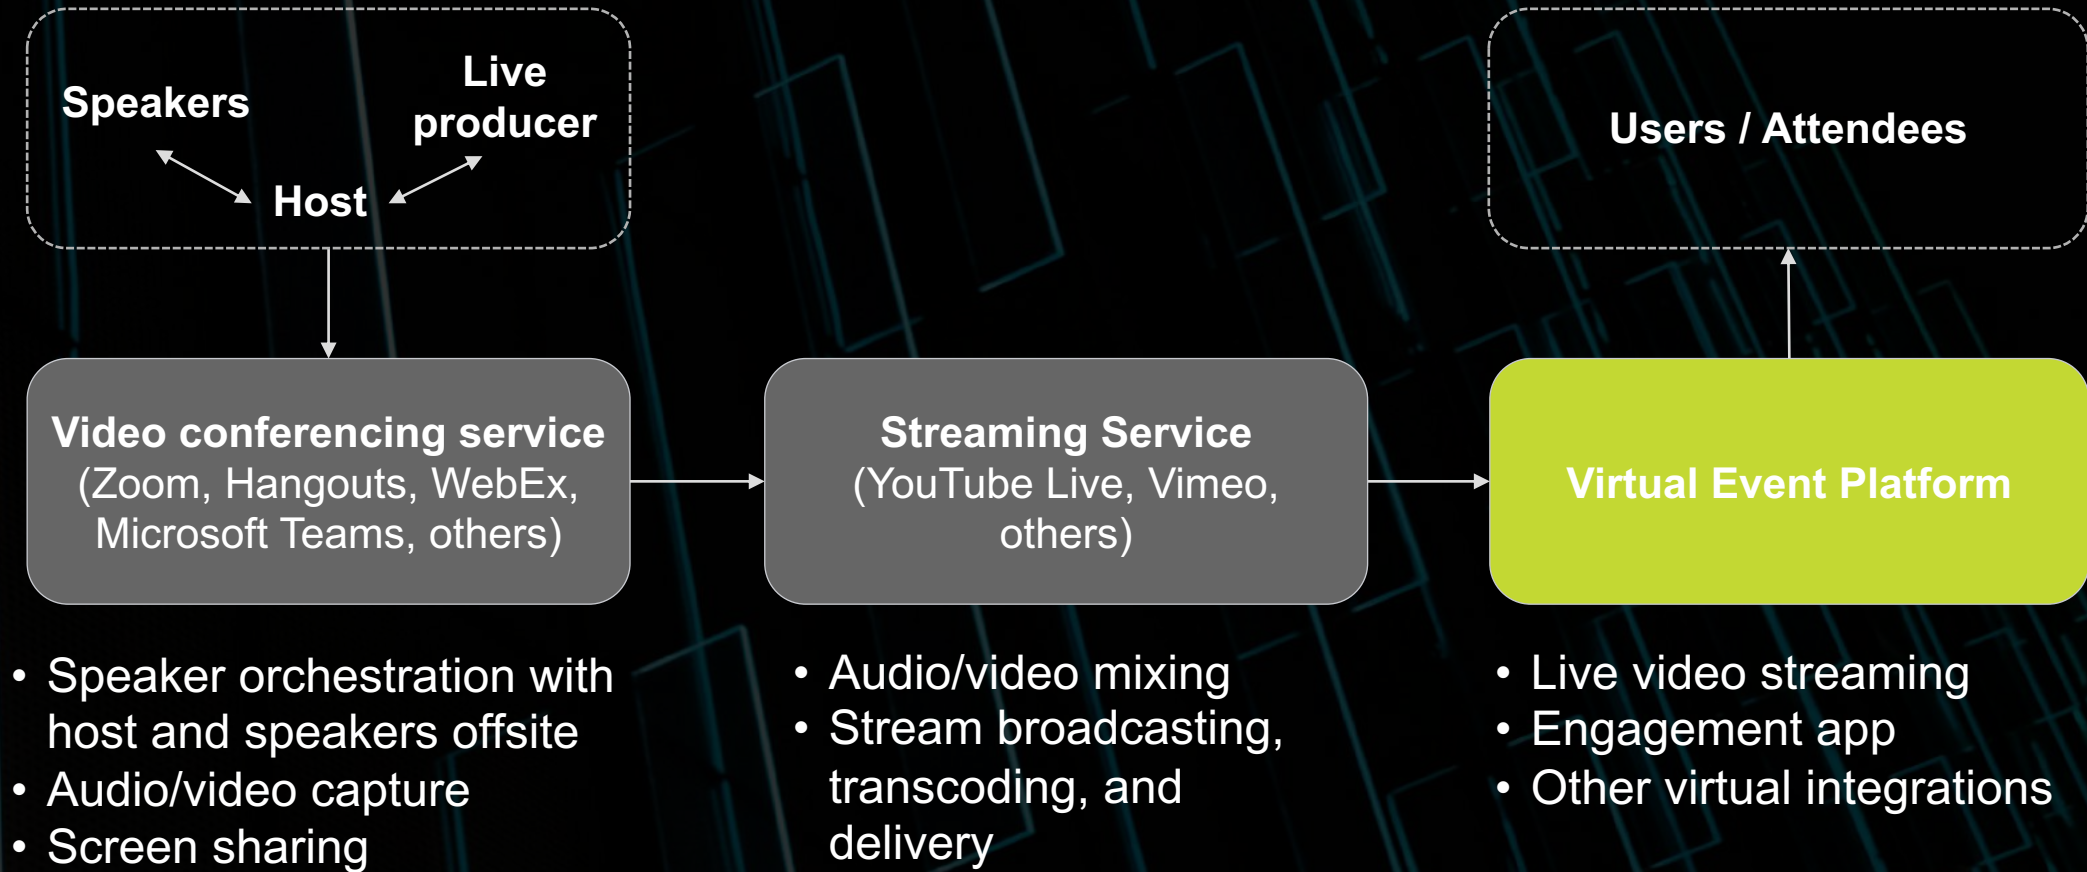 Speakers
Live
producer
Host
Users / Attendees
Video conferencing service
(Zoom, Hangouts, WebEx,
Microsoft Teams, others)
Streaming Service
(YouTube Live, Vimeo,
others)
Virtual Event Platform
• Speaker orchestration with
host and speakers offsite
• Audio/video capture
• Screen sharing
• Audio/video mixing
• Stream broadcasting,
transcoding, and
delivery
• Live video streaming
• Engagement app
• Other virtual integrations